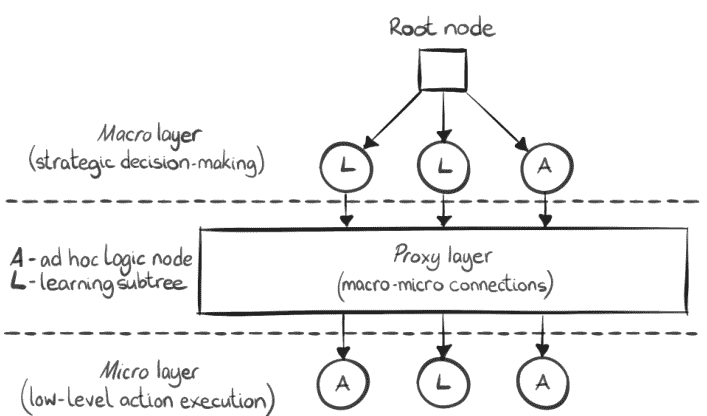 Root node
Macro layer
(strategic decision-making)
L
L
A
A - ad hoc logic node
L - learning subtree
Proxy layer
(macro-micro connections)
Micro layer
(low-level action execution)
A
L
A